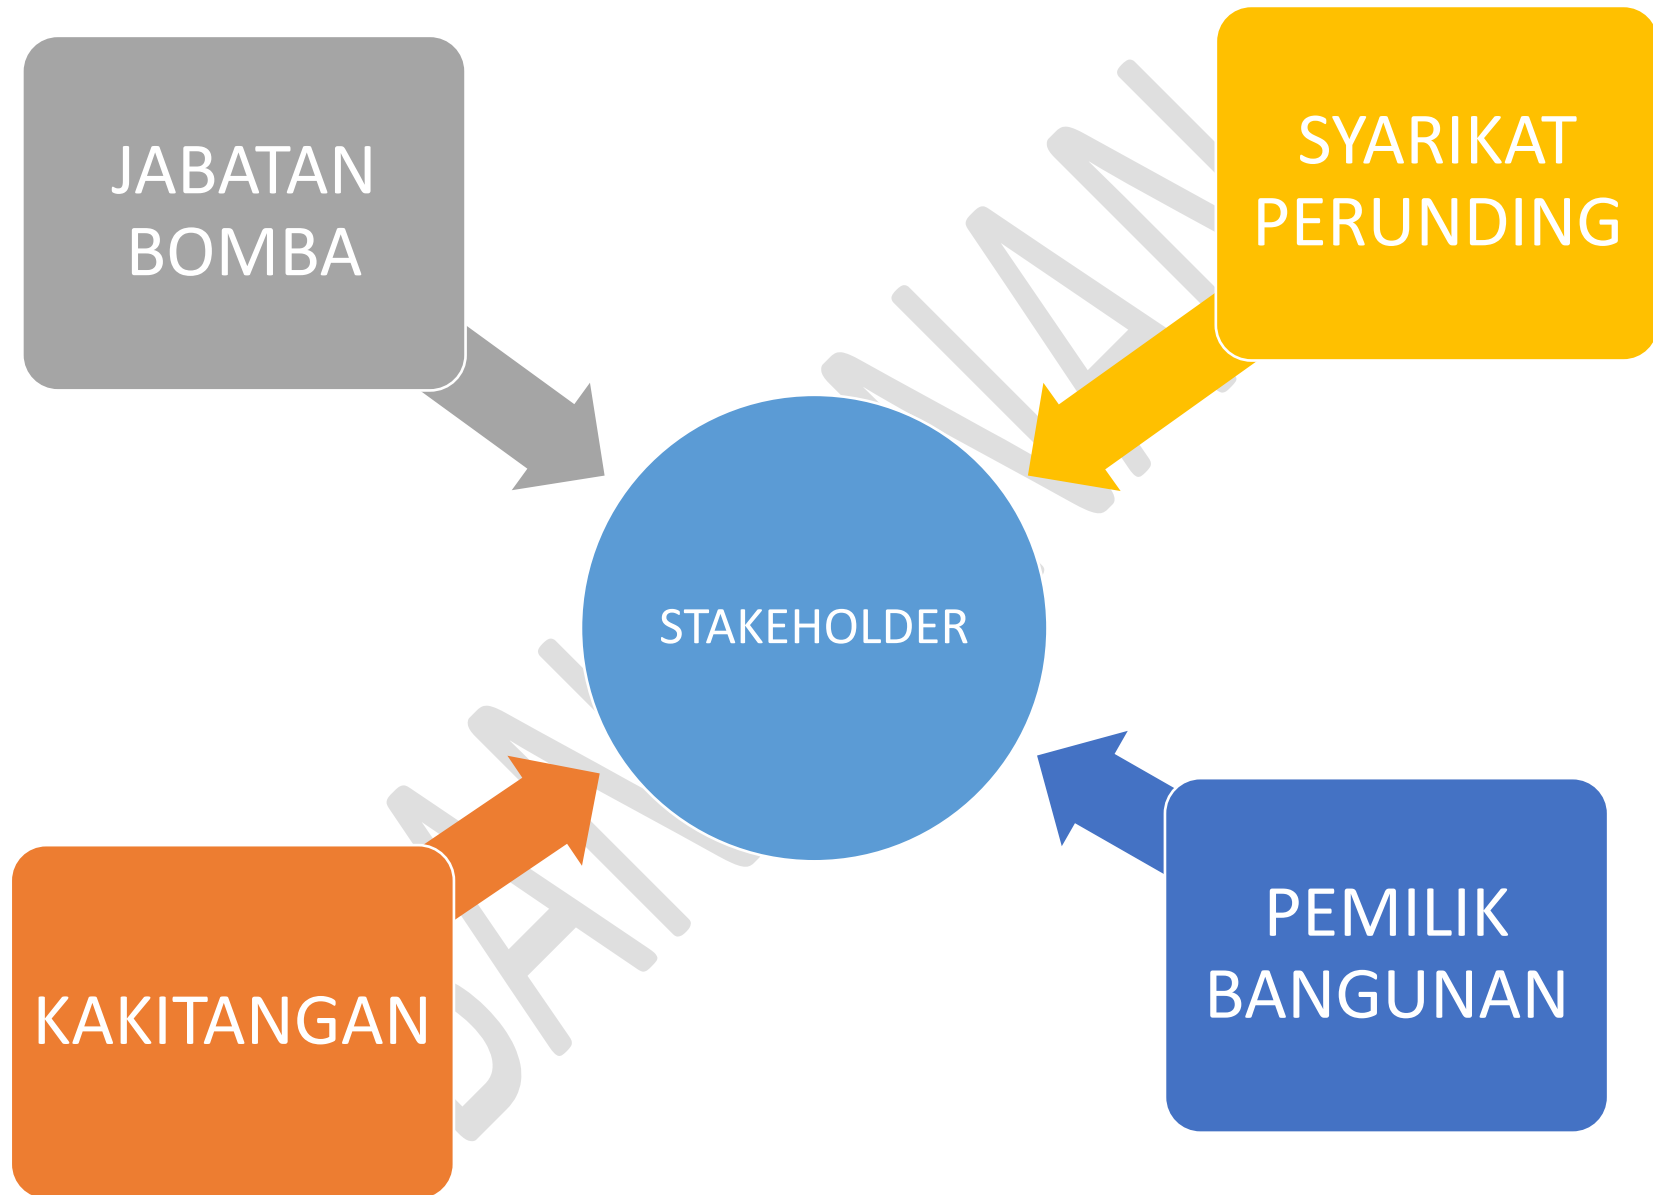 JABATAN
BOMBA
SYARIKAT
PERUNDING
STAKEHOLDER
KAKITANGAN
PEMILIK
BANGUNAN